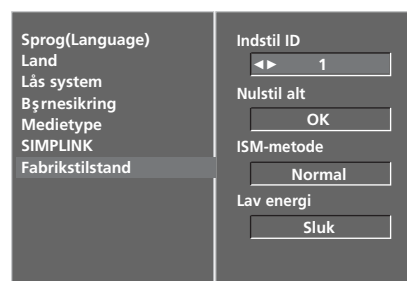 Sprog(Language)
Land
Lås system
Bşrnesikring
Medietype
SIMPLINK
Fabrikstilstand
Indstil ID
◄► 1
Nulstil alt
OK
ISM-metode
Normal
Lav energi
Sluk